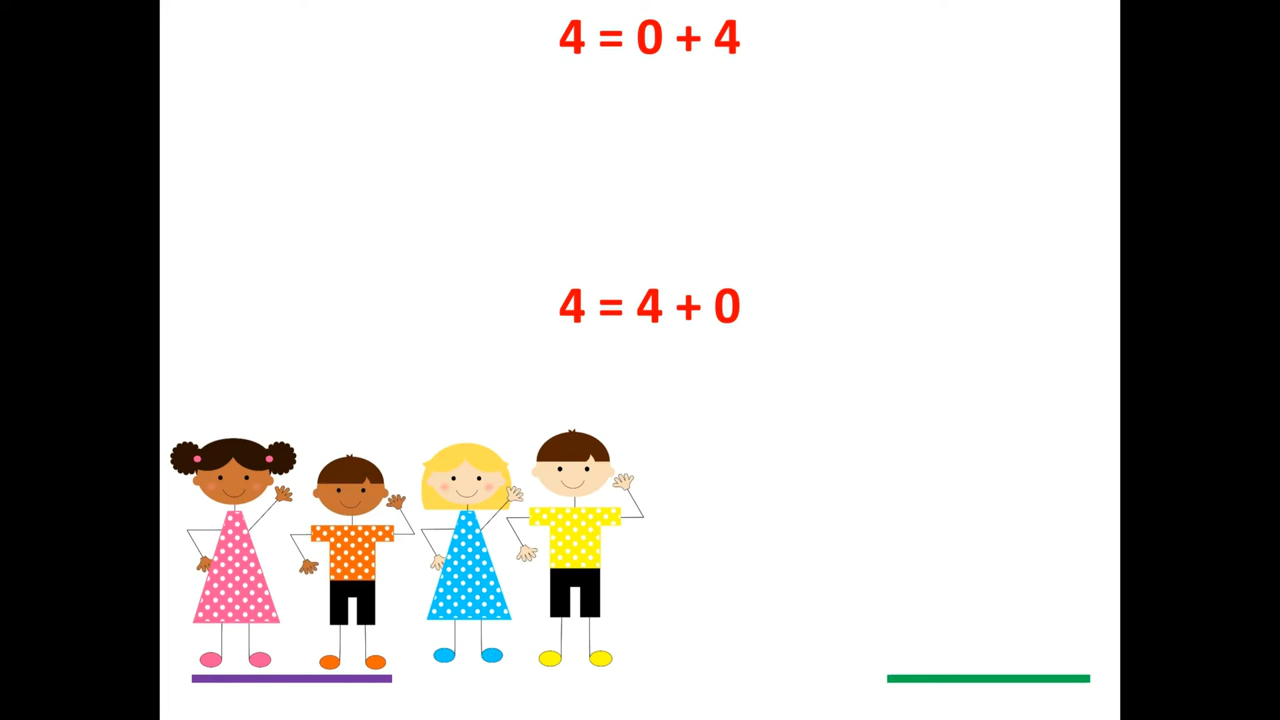 4 = 0 + 4
4 = 4 + 0